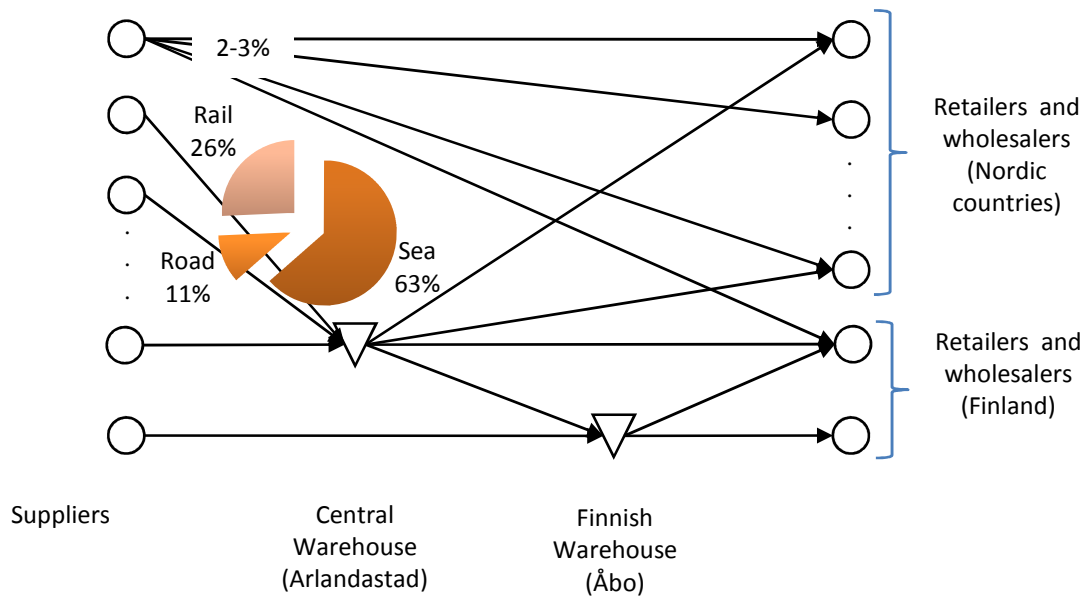 2-3%
Rail
26%
Road
11%
Sea
63%
Retailers and
wholesalers
(Nordic
countries)
Retailers and
wholesalers
(Finland)
Suppliers
Central
Warehouse
(Arlandastad)
Finnish
Warehouse
(Åbo)